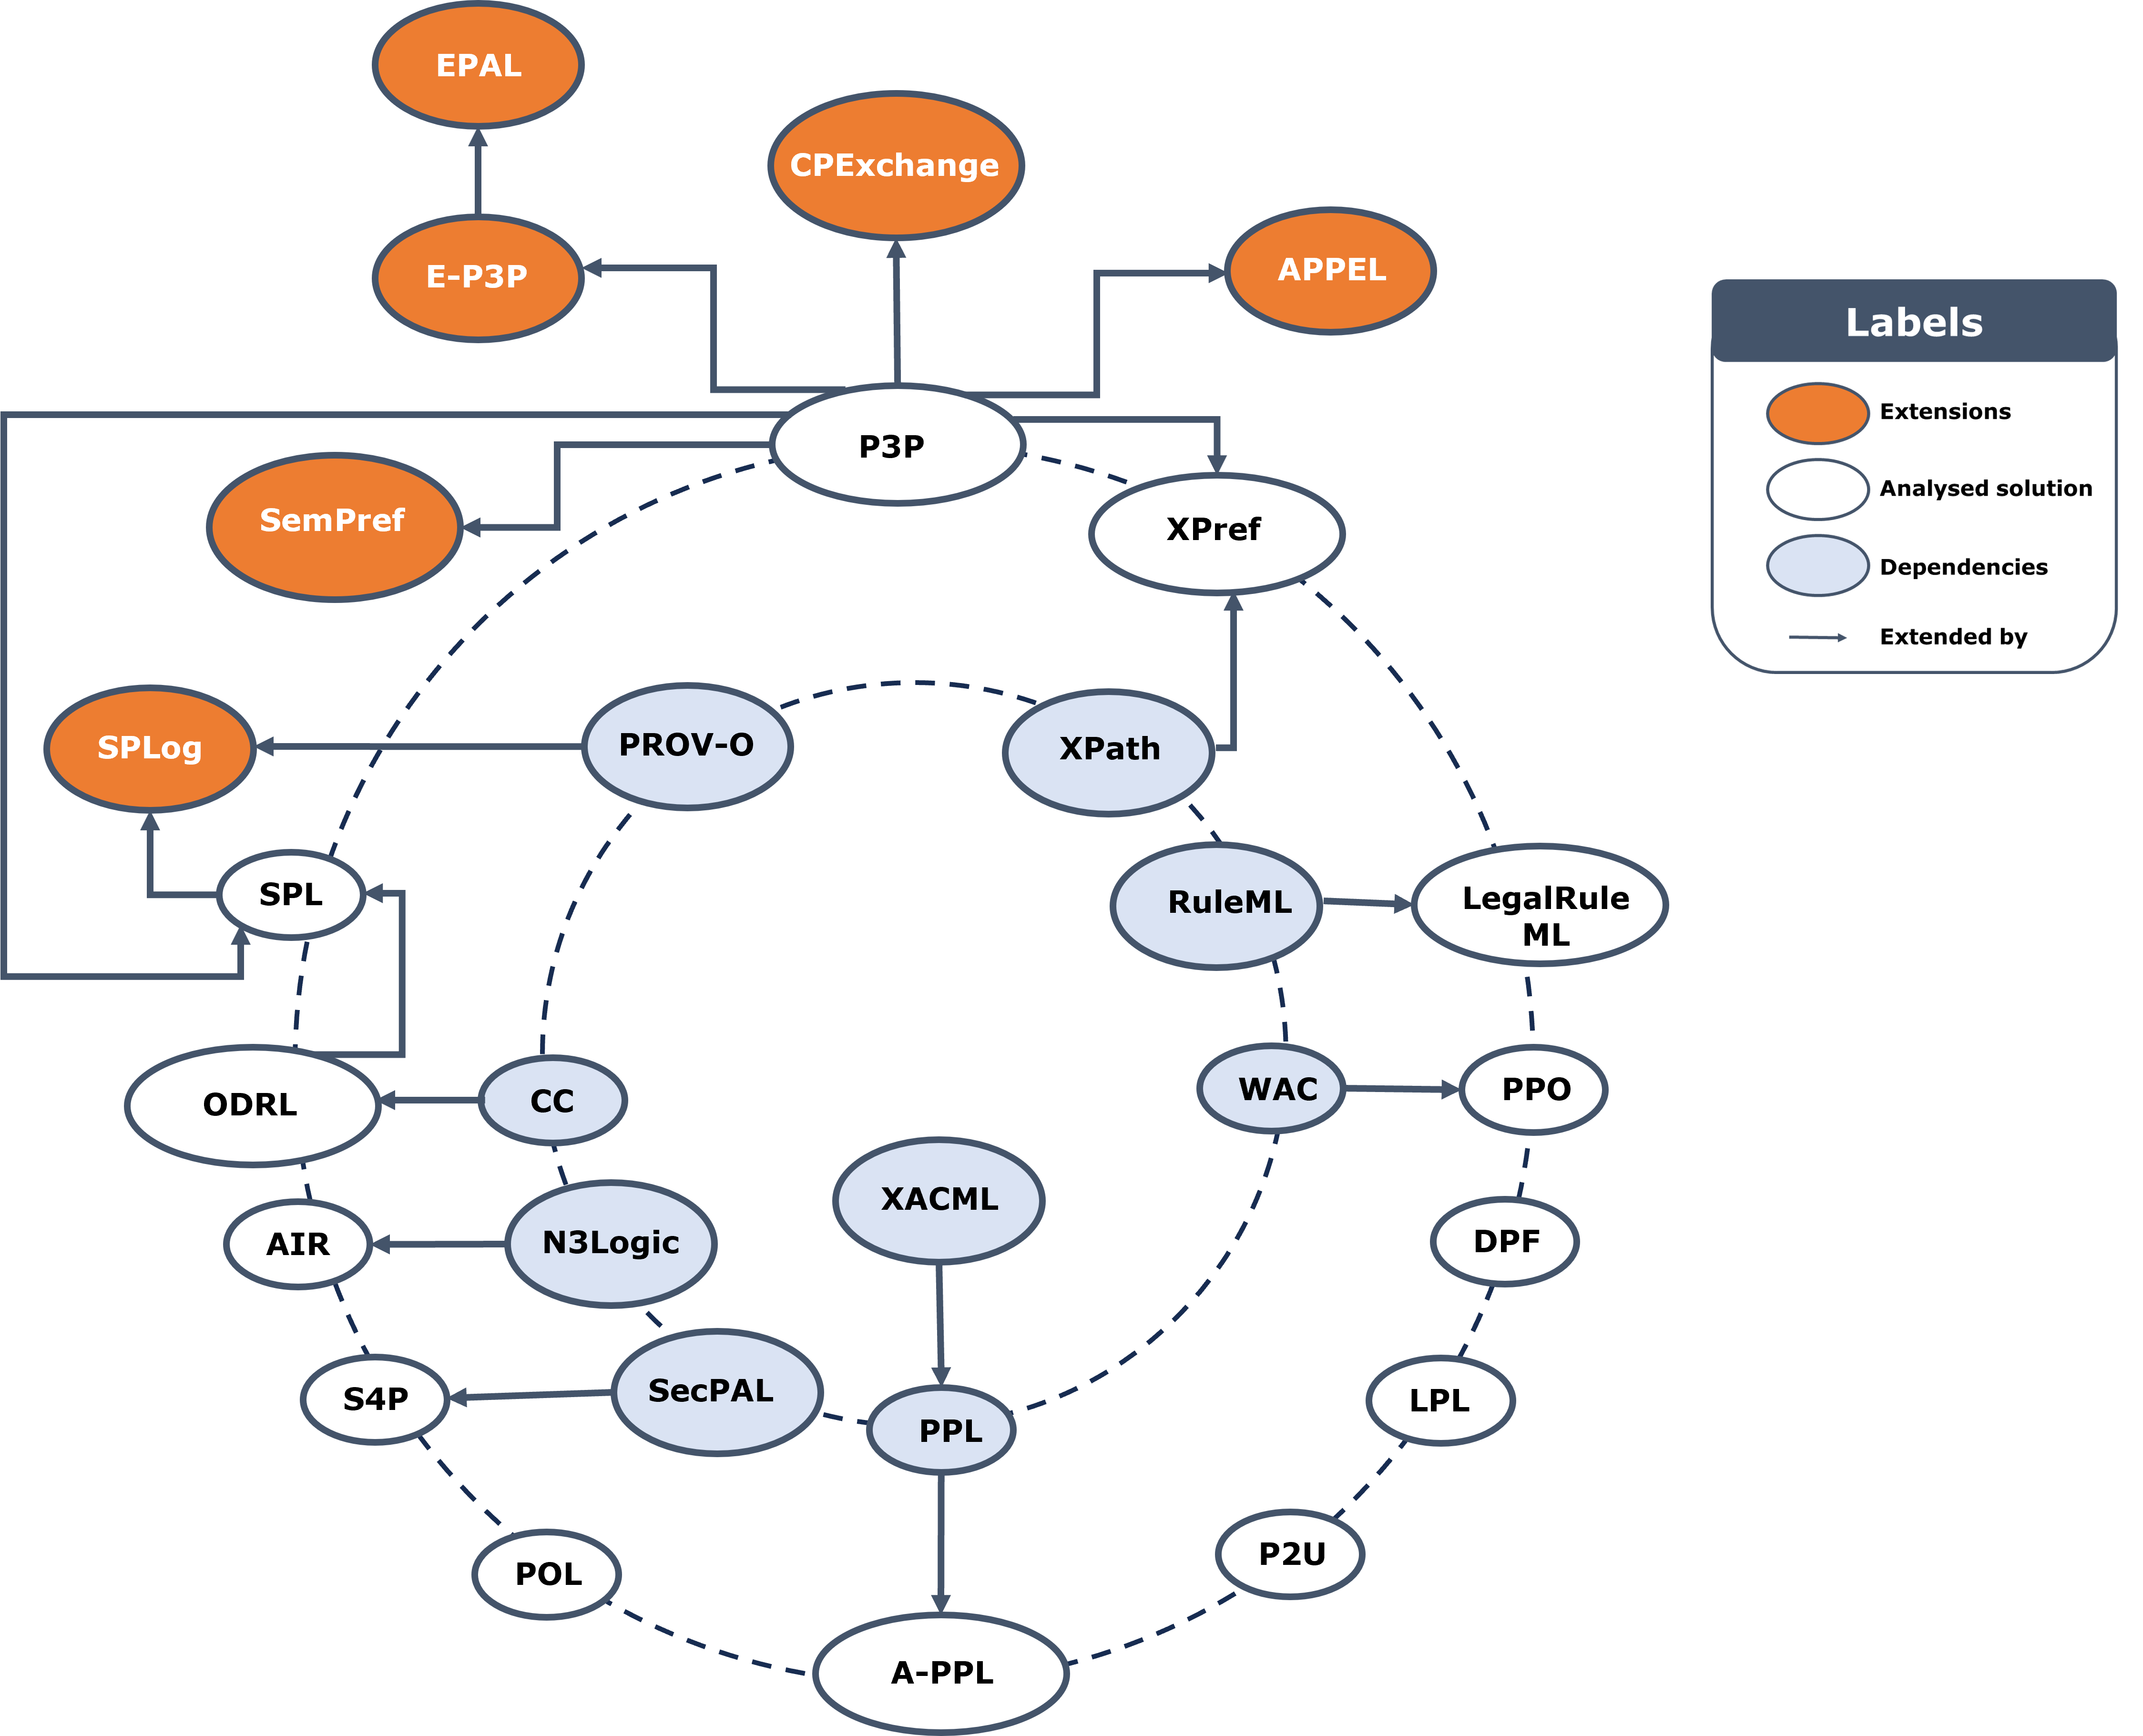 EPAL
CPExchange
E-P3P
APPEL
Labels
Extensions
P3P
Analysed solution
SemPref
XPref
Dependencies
Extended by
SPLog
PROV-O
XPath
SPL
RuleML
LegalRule
ML
ODRL
CC
WAC
PPO
XACML
AIR
N3Logic
DPF
S4P
SecPAL
PPL
LPL
POL
P2U
A-PPL